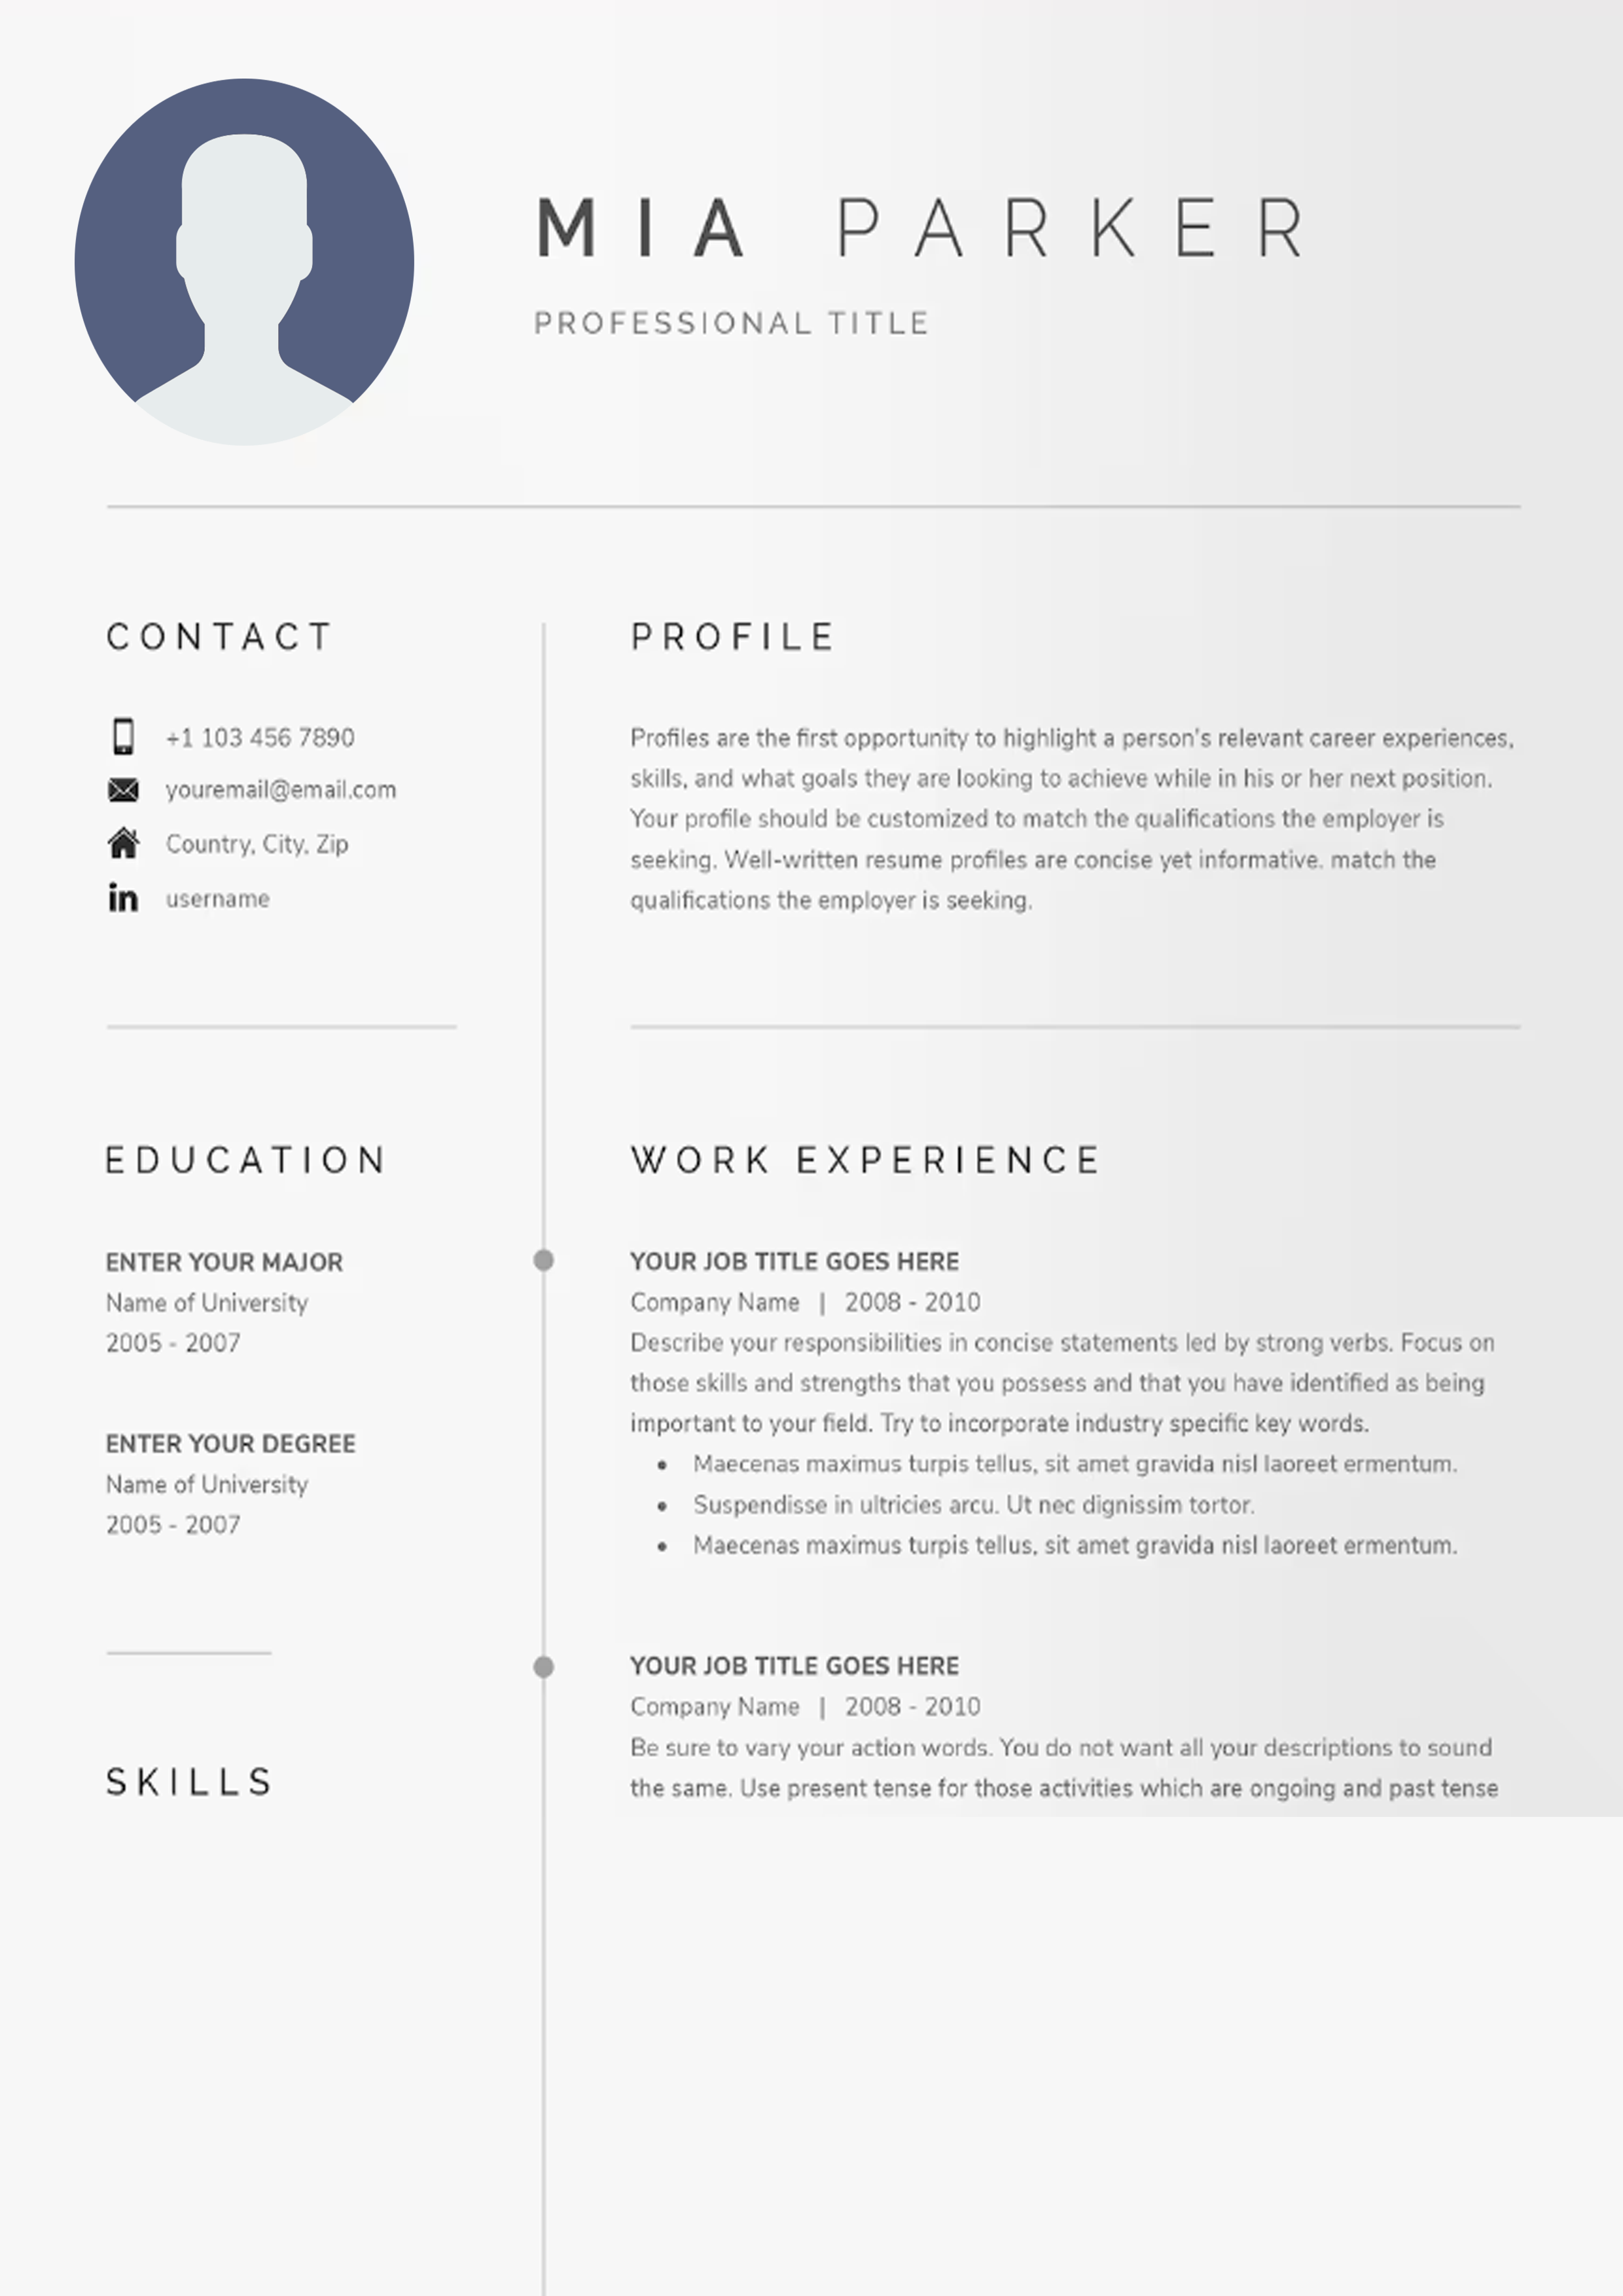 MIA PARKER
PROFESSIONAL TITLE
CONTACT
+1 103 456 7890
youremail@email.com
Country, City, Zip
in username
PROFILE
Profiles are the first opportunity to highlight a person's relevant career experiences,
skills, and what goals they are looking to achieve while in his or her next position.
Your profile should be customized to match the qualifications the employer is
seeking. Well-written resume profiles are concise yet informative. match the
qualifications the employer is seeking.
EDUCATION
ENTER YOUR MAJOR
Name of University
2005 - 2007
ENTER YOUR DEGREE
Name of University
2005 - 2007
SKILLS
WORK EXPERIENCE
YOUR JOB TITLE GOES HERE
Company Name | 2008 - 2010
Describe your responsibilities in concise statements led by strong verbs. Focus on
those skills and strengths that you possess and that you have identified as being
important to your field. Try to incorporate industry specific key words.
• Maecenas maximus turpis tellus, sit amet gravida nisl laoreet ermentum.
• Suspendisse in ultricies arcu. Ut nec dignissim tortor.
• Maecenas maximus turpis tellus, sit amet gravida nisl laoreet ermentum.
YOUR JOB TITLE GOES HERE
Company Name | 2008 - 2010
Be sure to vary your action words. You do not want all your descriptions to sound
the same. Use present tense for those activities which are ongoing and past tense